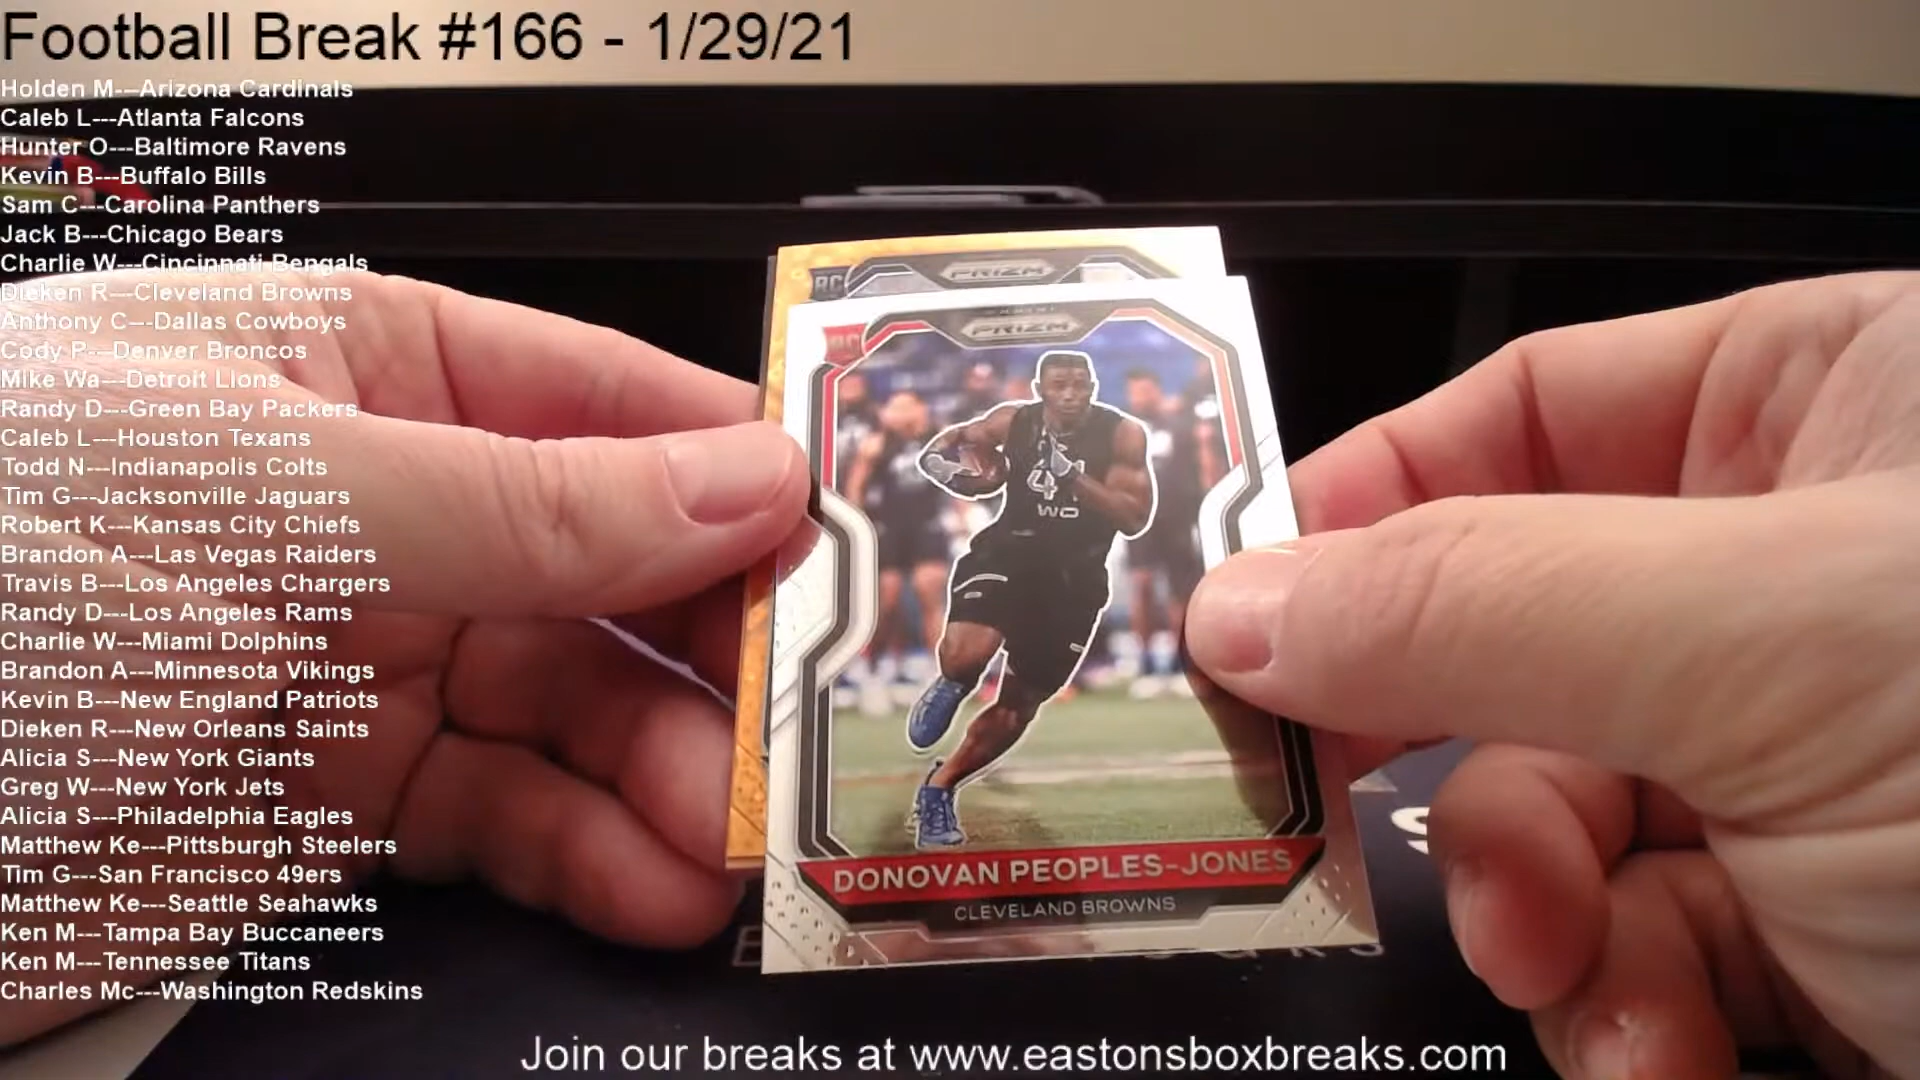 Football Break #166 - 1/29/21
Holden M---Arizona Cardinals
Caleb L---Atlanta Falcons
Hunter O---Baltimore Ravens
Kevin B---Buffalo Bills
Sam C---Carolina Panthers
Jack B---Chicago Bears
Charlie W---Cincinnati Bengals
Dieken R---Cleveland Browns
Anthony C---Dallas Cowboys
Cody P---Denver Broncos
Mike Wa---Detroit Lions
Randy D---Green Bay Packers
Caleb L---Houston Texans
Todd N---Indianapolis Colts
Tim G---Jacksonville Jaguars
Robert K---Kansas City Chiefs
Brandon A---Las Vegas Raiders
Travis B---Los Angeles Chargers
Randy D---Los Angeles Rams
Charlie W---Miami Dolphins
Brandon A---Minnesota Vikings
Kevin B---New England Patriots
Dieken R---New Orleans Saints
Alicia S---New York Giants
Greg W---New York Jets
Alicia S---Philadelphia Eagles
Matthew Ke---Pittsburgh Steelers
Tim G---San Francisco 49ers
Matthew Ke---Seattle Seahawks
Ken M---Tampa Bay Buccaneers
Ken M---Tennessee Titans
Charles Mc---Washington Redskins
RC PRIZM
PANINI
RC PRIZM
WO
DONOVAN PEOPLES-JONES
CLEVELAND BROWNS
Join our breaks at www.eastonsboxbreaks.com